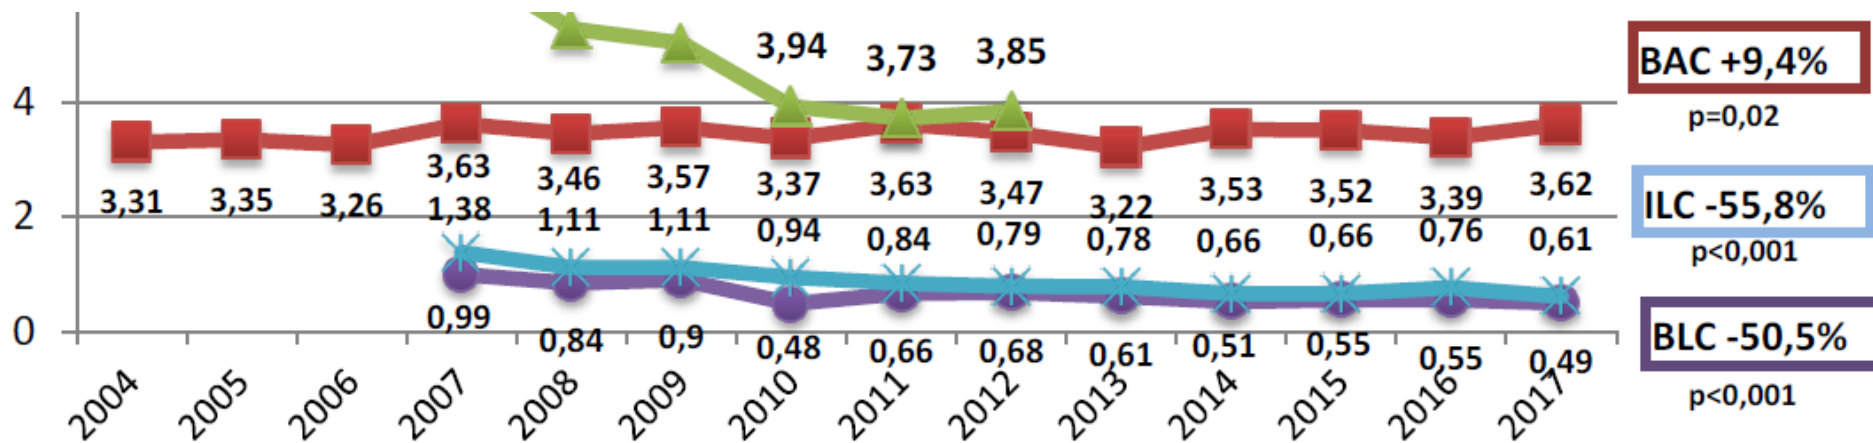 3,94 3,73 3,85
BAC +9,4%
p=0,02
4
3,63 3,46 3,57 3,37 3,63 3,47 3,22 3,53 3,52 3,39 3,62
3,31 3,35 3,26
ILC -55,8%
p<0,001
2
1,38 1,11 1,11 0,94 0,84 0,79 0,78 0,66 0,66 0,76 0,61
0
0,99 0,84 0,9 0,48 0,66 0,68 0,61 0,51 0,55 0,55 0,49
BLC -50,5%
p<0,001
2004 2005 2006 2007 2008 2009 2010 2011 2012 2013 2014 2015 2016 2017